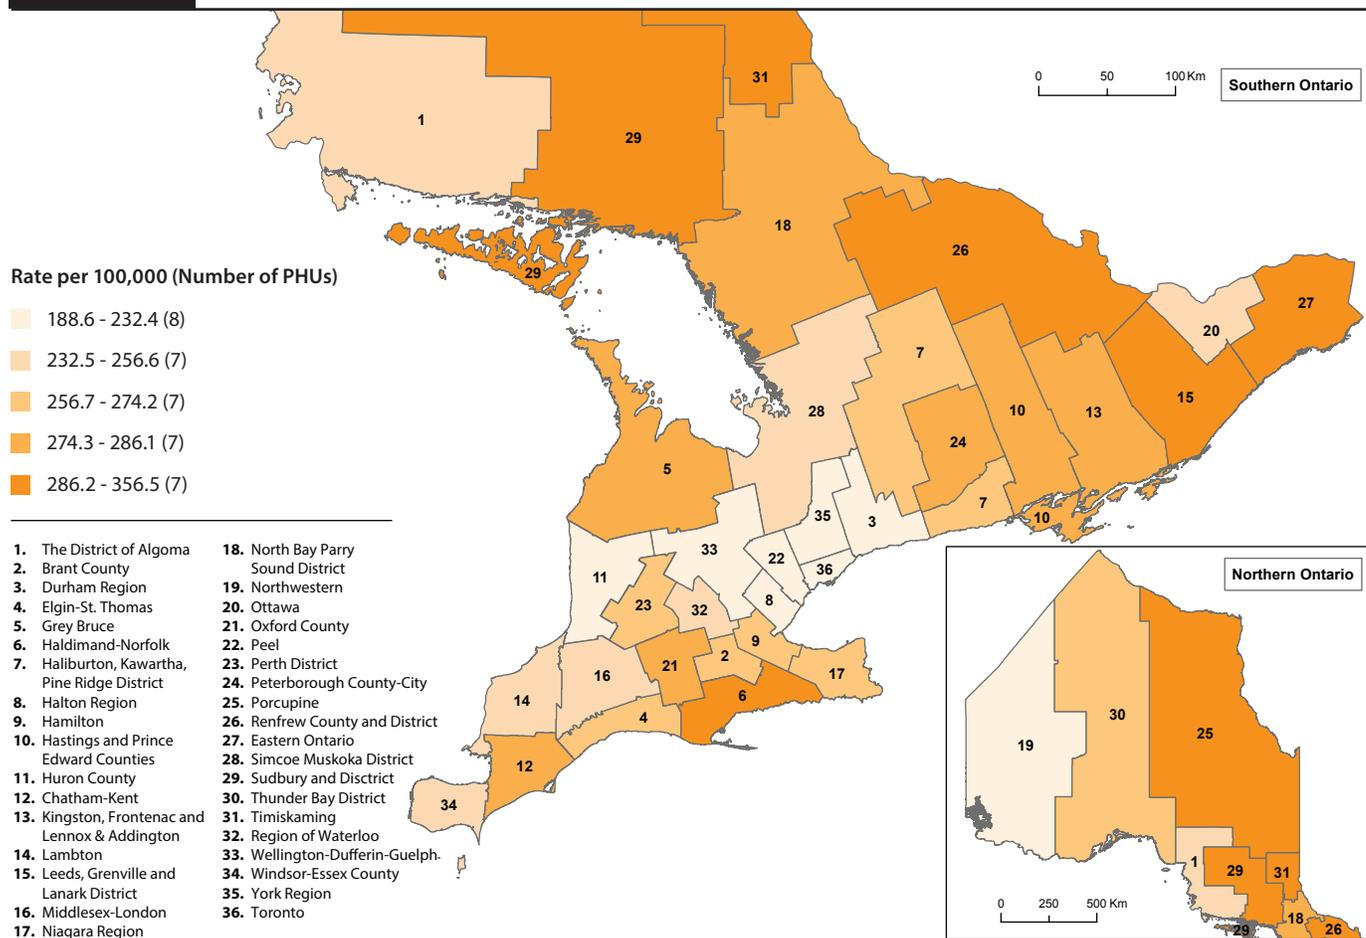 0 50 100 Km
Southern Ontario
31
1
29
18
26
29
27
20
7
28
10
13
15
24
5
7
35
3
10
33
22
36
11
23
32
8
9
2
21
16
17
14
6
4
12
34
Rate per 100,000 (Number of PHUs)
188.6 - 232.4 (8)
232.5 - 256.6 (7)
256.7 - 274.2 (7)
274.3 - 286.1 (7)
286.2 - 356.5 (7)
1. The District of Algoma
2. Brant County
3. Durham Region
4. Elgin-St. Thomas
5. Grey Bruce
6. Haldimand-Norfolk
7. Haliburton, Kawartha,
Pine Ridge District
8. Halton Region
9. Hamilton
10. Hastings and Prince
Edward Counties
11. Huron County
12. Chatham-Kent
13. Kingston, Frontenac and
Lennox & Addington
14. Lambton
15. Leeds, Grenville and
Lanark District
16. Middlesex-London
17. Niagara Region
18. North Bay Parry
Sound District
19. Northwestern
20. Ottawa
21. Oxford County
22. Peel
23. Perth District
24. Peterborough County-City
25. Porcupine
26. Renfrew County and District
27. Eastern Ontario
28. Simcoe Muskoka District
29. Sudbury and Disctrict
30. Thunder Bay District
31. Timiskaming
32. Region of Waterloo
33. Wellington-Dufferin-Guelph
34. Windsor-Essex County
35. York Region
36. Toronto
Northern Ontario
19
30
25
1
29
31
18
29
26
0 250 500 Km